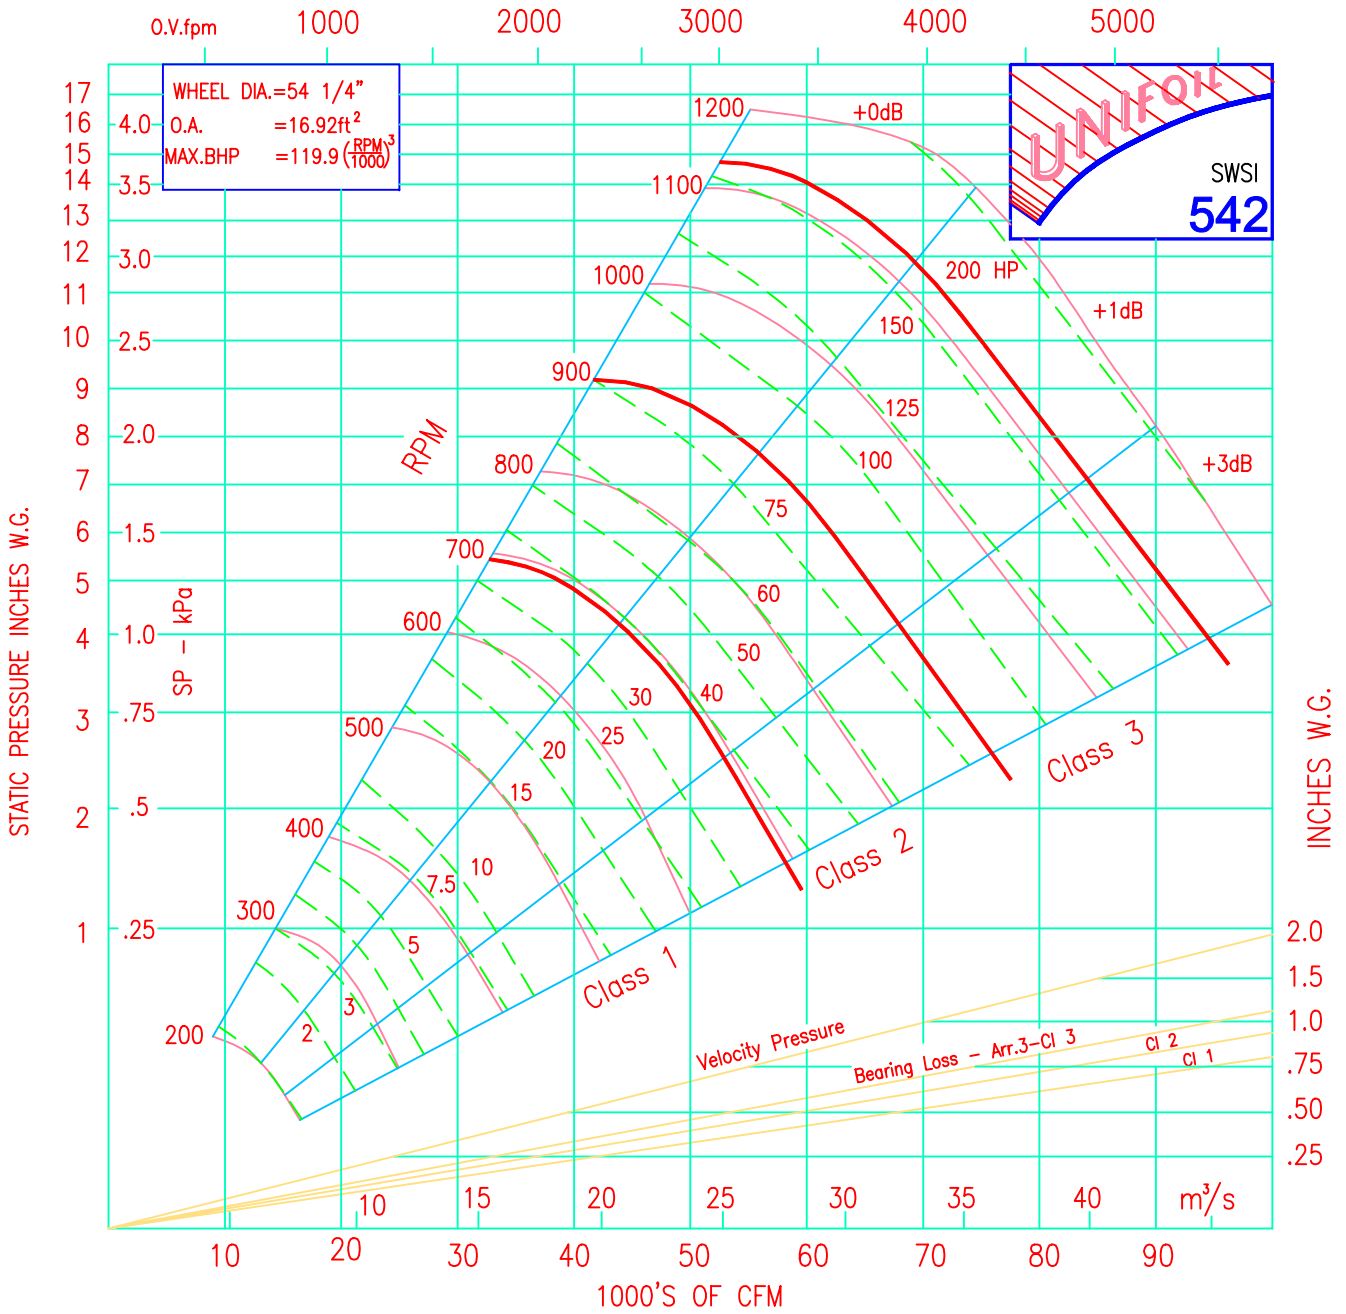 O.V.fpm 1000 2000 3000 4000 5000
WHEEL DIA.=54 1/4"
O.A. =16.92ft²
MAX.BHP =119.9(RPM/1000)³
UNIFOIL
SWSI
542
17
16
15
14
13
12
11
10
9
8
7
6
5
4
3
2
1
4.0
3.5
3.0
2.5
2.0
1.5
1.0
.75
.5
.25
STATIC PRESSURE INCHES W.G.
SP - kPa
RPM
1200
1100
1000
900
800
700
600
500
400
300
200
+0dB
+1dB
+3dB
200 HP
150
125
100
75
60
50
40
30
25
20
15
10
7.5
5
3
2
Class 3
Class 2
Class 1
Velocity Pressure
Bearing Loss - Arr.3-Cl 3
Cl 2
Cl 1
INCHES W.G.
2.0
1.5
1.0
.75
.50
.25
10 15 20 25 30 35 40 m³/s
10 20 30 40 50 60 70 80 90
1000'S OF CFM